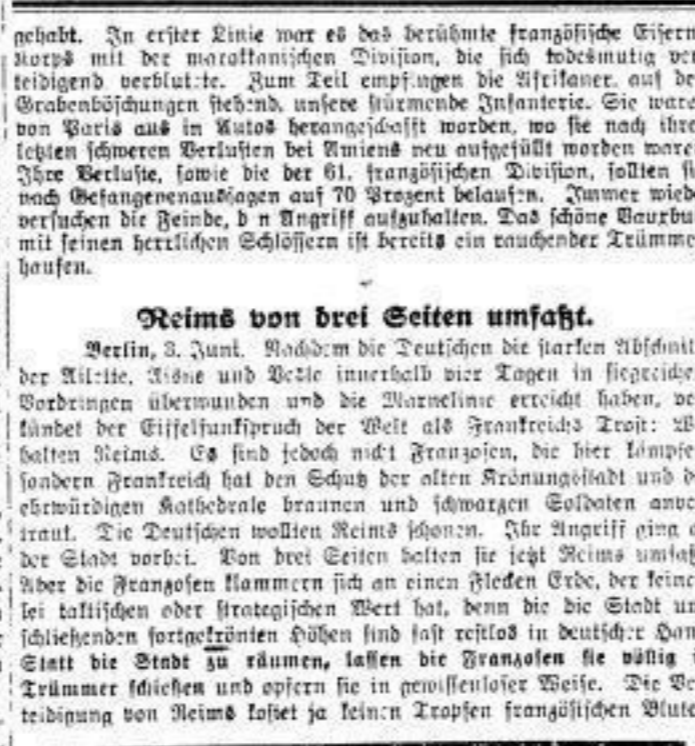 gehabt. In erster Linie war es das berühmte französische Eisern
Korps mit der marokkanischen Division, die sich todesmutig ver
teidigend verblutete. Zum Teil empfingen die Afrikaner, auf de
Grabenböschungen stehend, unsere stürmende Infanterie. Sie ware
von Paris aus in Autos herangeschafft worden, wo sie nach ihre
letzten schweren Verlusten bei Amiens neu aufgefüllt worden ware
Ihre Verluste, sowie die der 61. französischen Division, sollten si
nach Gefangenenaussagen auf 70 Prozent belaufen. Immer wied
versuchen die Feinde, d n Angriff aufzuhalten. Das schöne Vauxbu
mit seinen herrlichen Schlössern ist bereits ein rauchender Trümme
haufen.
Reims von drei Seiten umfaßt.
Berlin, 3. Juni. Nachdem die Deutschen die starken Abschnitt
der Ailette, Aisne und Vesle innerhalb vier Tagen in siegreiche
Vordringen überwunden und die Marnelinie erreicht haben, ve
kündet der Eiffelfunkspruch der Welt als Frankreichs Trost: W
halten Reims. Es sind jedoch nicht Franzosen, die hier kämpfe
sondern Frankreich hat den Schutz der alten Krönungsstadt und d
ehrwürdigen Kathedrale braunen und schwarzen Soldaten anve
traut. Die Deutschen wollten Reims schonen. Ihr Angriff ging a
der Stadt vorbei. Von drei Seiten halten sie jetzt Reims umfaß
Aber die Franzosen klammern sich an einen Flecken Erde, der keine
lei taktischen oder strategischen Wert hat, denn die die Stadt um
schließenden fortgekrönten Höhen sind fast restlos in deutscher Han
Statt die Stadt zu räumen, lassen die Franzosen sie völlig i
Trümmer schießen und opfern sie in gewissenloser Weise. Die Ve
teidigung von Reims kostet ja keinen Tropfen französischen Blute